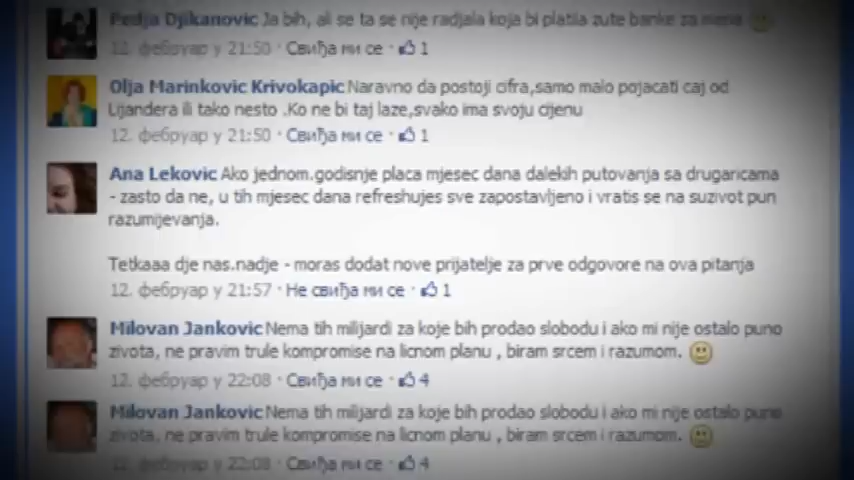 Pedja Djikanovic Ja bih, ali se ta se nije radjala koja bi platila zute banke za mene
12. фебруар у 21:50 · Свиђа ми се · 1
Olja Marinkovic Krivokapic Naravno da postoji cifra,samo malo pojacati caj od
Lijandera ili tako nesto .Ko ne bi taj laze,svako ima svoju cijenu
12. фебруар у 21:50 · Свиђа ми се · 1
Ana Lekovic Ako jednom.godisnje placa mjesec dana dalekih putovanja sa drugaricama
- zasto da ne, u tih mjesec dana refreshujes sve zapostavljeno i vratis se na suzivot pun
razumijevanja.
Tetkaaa dje nas.nadje - moras dodat nove prijatelje za prve odgovore na ova pitanja
12. фебруар у 21:57 · Не свиђа ми се · 1
Milovan Jankovic Nema tih milijardi za koje bih prodao slobodu i ako mi nije ostalo puno
zivota, ne pravim trule kompromise na licnom planu , biram srcem i razumom.
12. фебруар у 22:08 · Свиђа ми се · 4
Milovan Jankovic Nema tih milijardi za koje bih prodao slobodu i ako mi nije ostalo puno
zivota, ne pravim trule kompromise na licnom planu , biram srcem i razumom.
12. фебруар у 22:08 · Свиђа ми се · 4